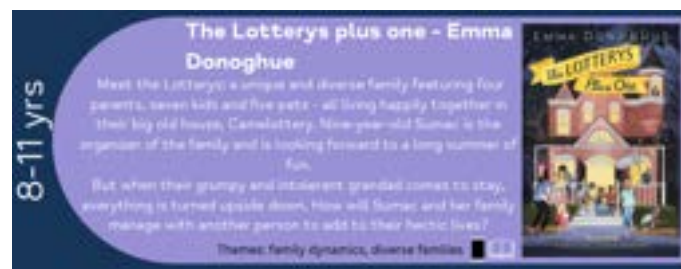 The Lotterys plus one - Emma
Donoghue
Meet the Lotterys: a unique and diverse family featuring four
parents, seven kids and five pets - all living happily together in
their big old house, Camelottery. Nine-year-old Sumac is the
organizer of the family and is looking forward to a long summer of
fun.
But when their grumpy and intolerant grandad comes to stay,
everything is turned upside down. How will Sumac and her family
manage with another person to add to their hectic lives?
Themes: family dynamics, diverse families
8-11 yrs
EMMA DONOGHUE
The LOTTERYS
Plus One